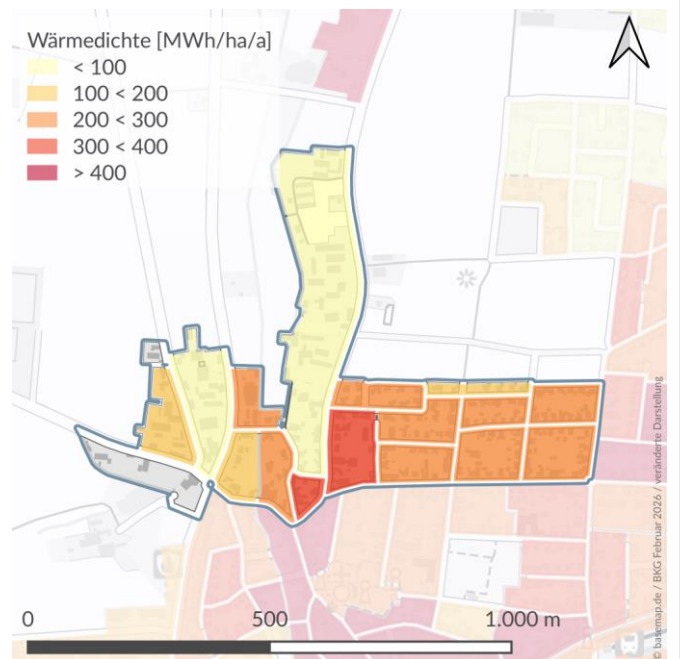 Wärmedichte [MWh/ha/a]
< 100
100 < 200
200 < 300
300 < 400
> 400
0 500 1.000 m
© basemap.de / BKG Februar 2026 / veränderte Darstellung